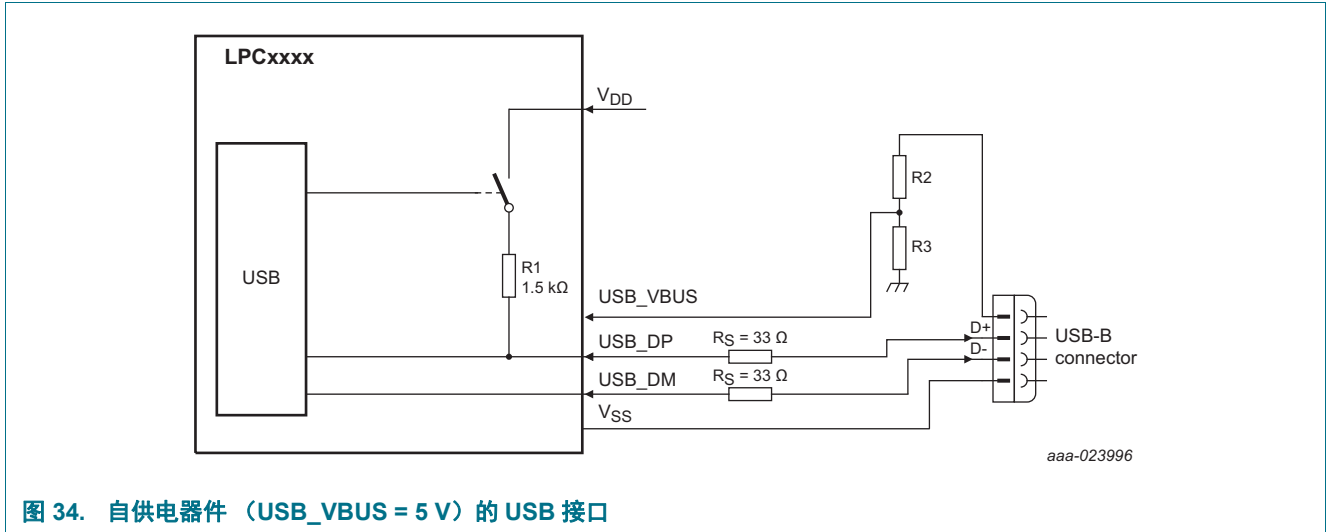 LPCxxxx
VDD
R2
R3
USB
R1
1.5 kΩ
USB_VBUS
D+
USB_DP
RS = 33 Ω
USB-B
connector
D-
USB_DM
RS = 33 Ω
VSS
aaa-023996
图 34. 自供电器件 （USB_VBUS = 5 V）的 USB 接口